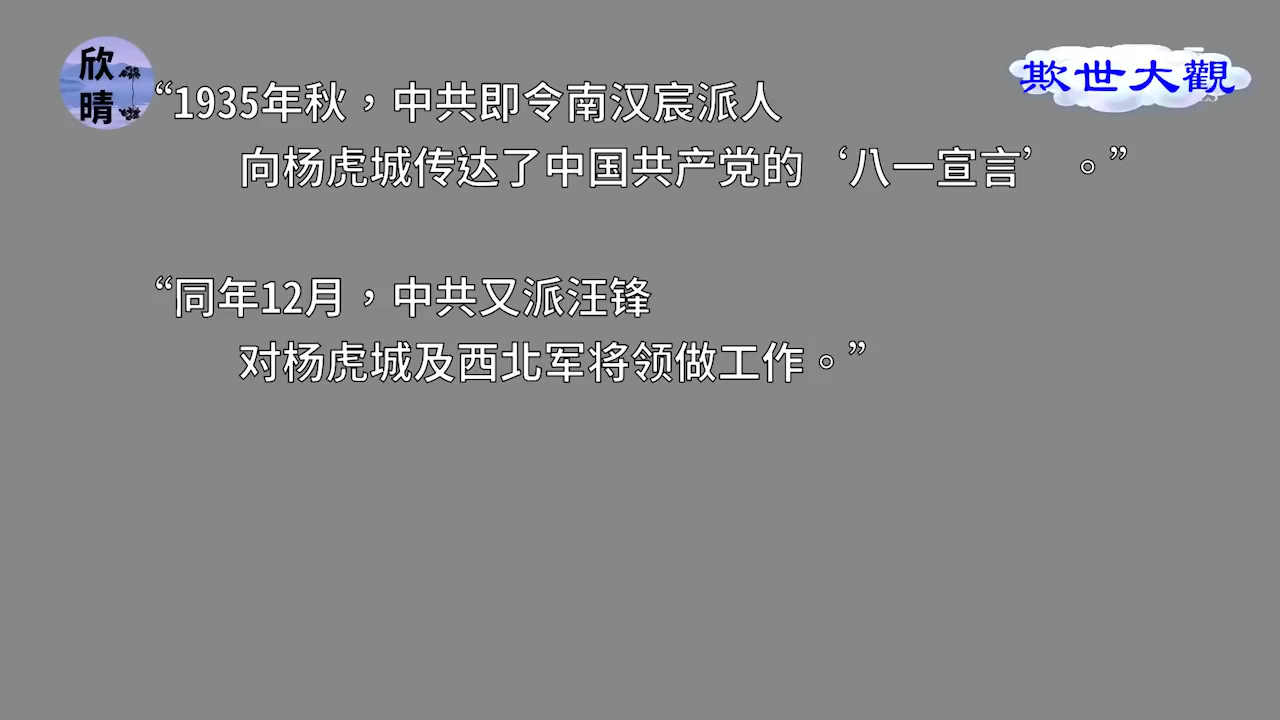 欣
晴
欺世大觀
“1935年秋，中共即令南汉宸派人
向杨虎城传达了中国共产党的‘八一宣言’。”
“同年12月，中共又派汪锋
对杨虎城及西北军将领做工作。”